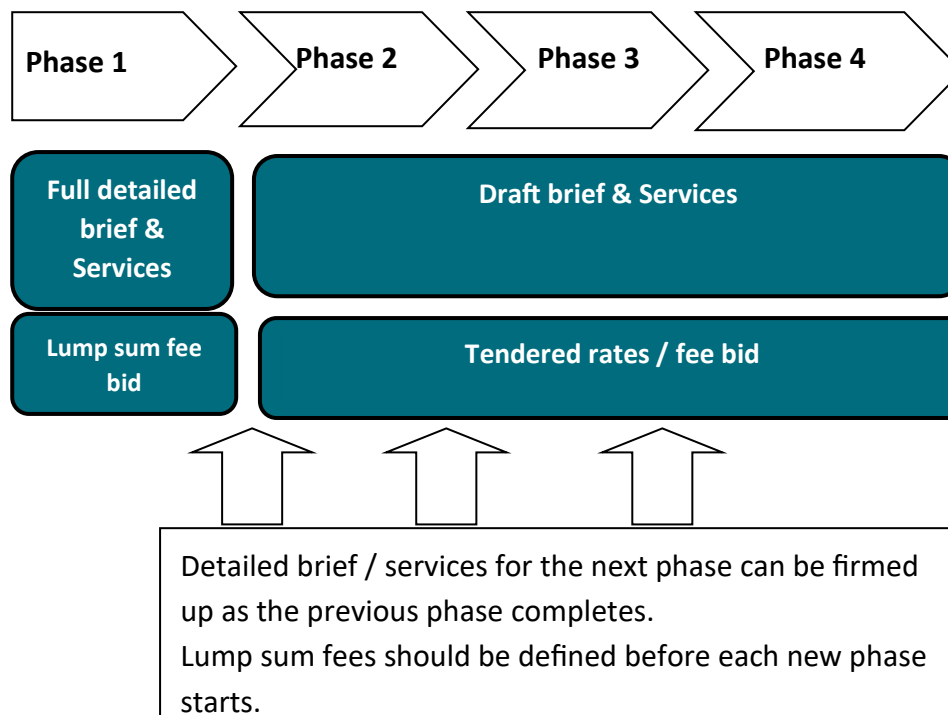 Phase 1
Phase 2
Phase 3
Phase 4
Full detailed
brief &
Services
Draft brief & Services
Lump sum fee
bid
Tendered rates / fee bid
Detailed brief / services for the next phase can be firmed
up as the previous phase completes.
Lump sum fees should be defined before each new phase
starts.